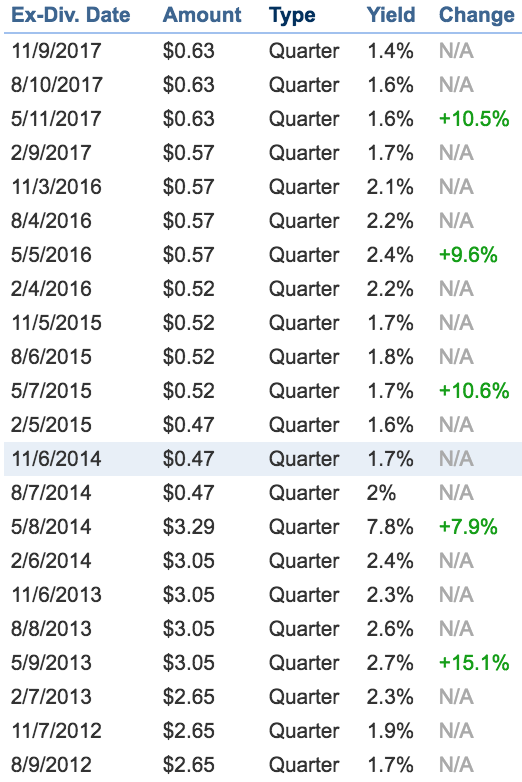 Ex-Div. Date Amount Type Yield Change
11/9/2017 $0.63 Quarter 1.4% N/A
8/10/2017 $0.63 Quarter 1.6% N/A
5/11/2017 $0.63 Quarter 1.6% +10.5%
2/9/2017 $0.57 Quarter 1.7% N/A
11/3/2016 $0.57 Quarter 2.1% N/A
8/4/2016 $0.57 Quarter 2.2% N/A
5/5/2016 $0.57 Quarter 2.4% +9.6%
2/4/2016 $0.52 Quarter 2.2% N/A
11/5/2015 $0.52 Quarter 1.7% N/A
8/6/2015 $0.52 Quarter 1.8% N/A
5/7/2015 $0.52 Quarter 1.7% +10.6%
2/5/2015 $0.47 Quarter 1.6% N/A
11/6/2014 $0.47 Quarter 1.7% N/A
8/7/2014 $0.47 Quarter 2% N/A
5/8/2014 $3.29 Quarter 7.8% +7.9%
2/6/2014 $3.05 Quarter 2.4% N/A
11/6/2013 $3.05 Quarter 2.3% N/A
8/8/2013 $3.05 Quarter 2.6% N/A
5/9/2013 $3.05 Quarter 2.7% +15.1%
2/7/2013 $2.65 Quarter 2.3% N/A
11/7/2012 $2.65 Quarter 1.9% N/A
8/9/2012 $2.65 Quarter 1.7% N/A